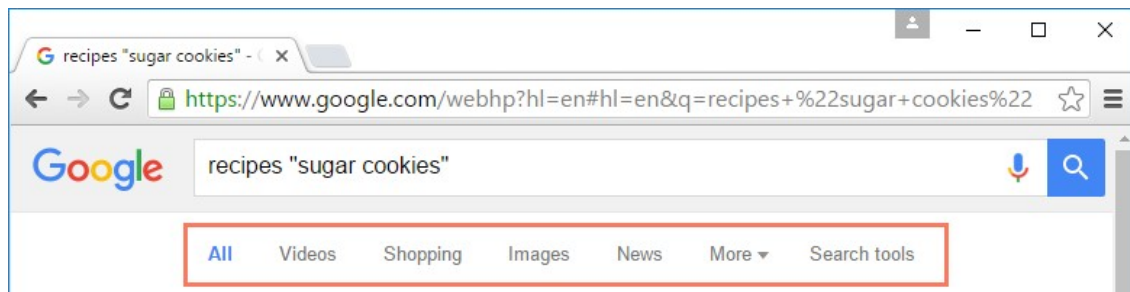 recipes "sugar cookies" -
https://www.google.com/webhp?hl=en#hl=en&q=recipes+%22sugar+cookies%22
Google recipes "sugar cookies"
All Videos Shopping Images News More Search tools